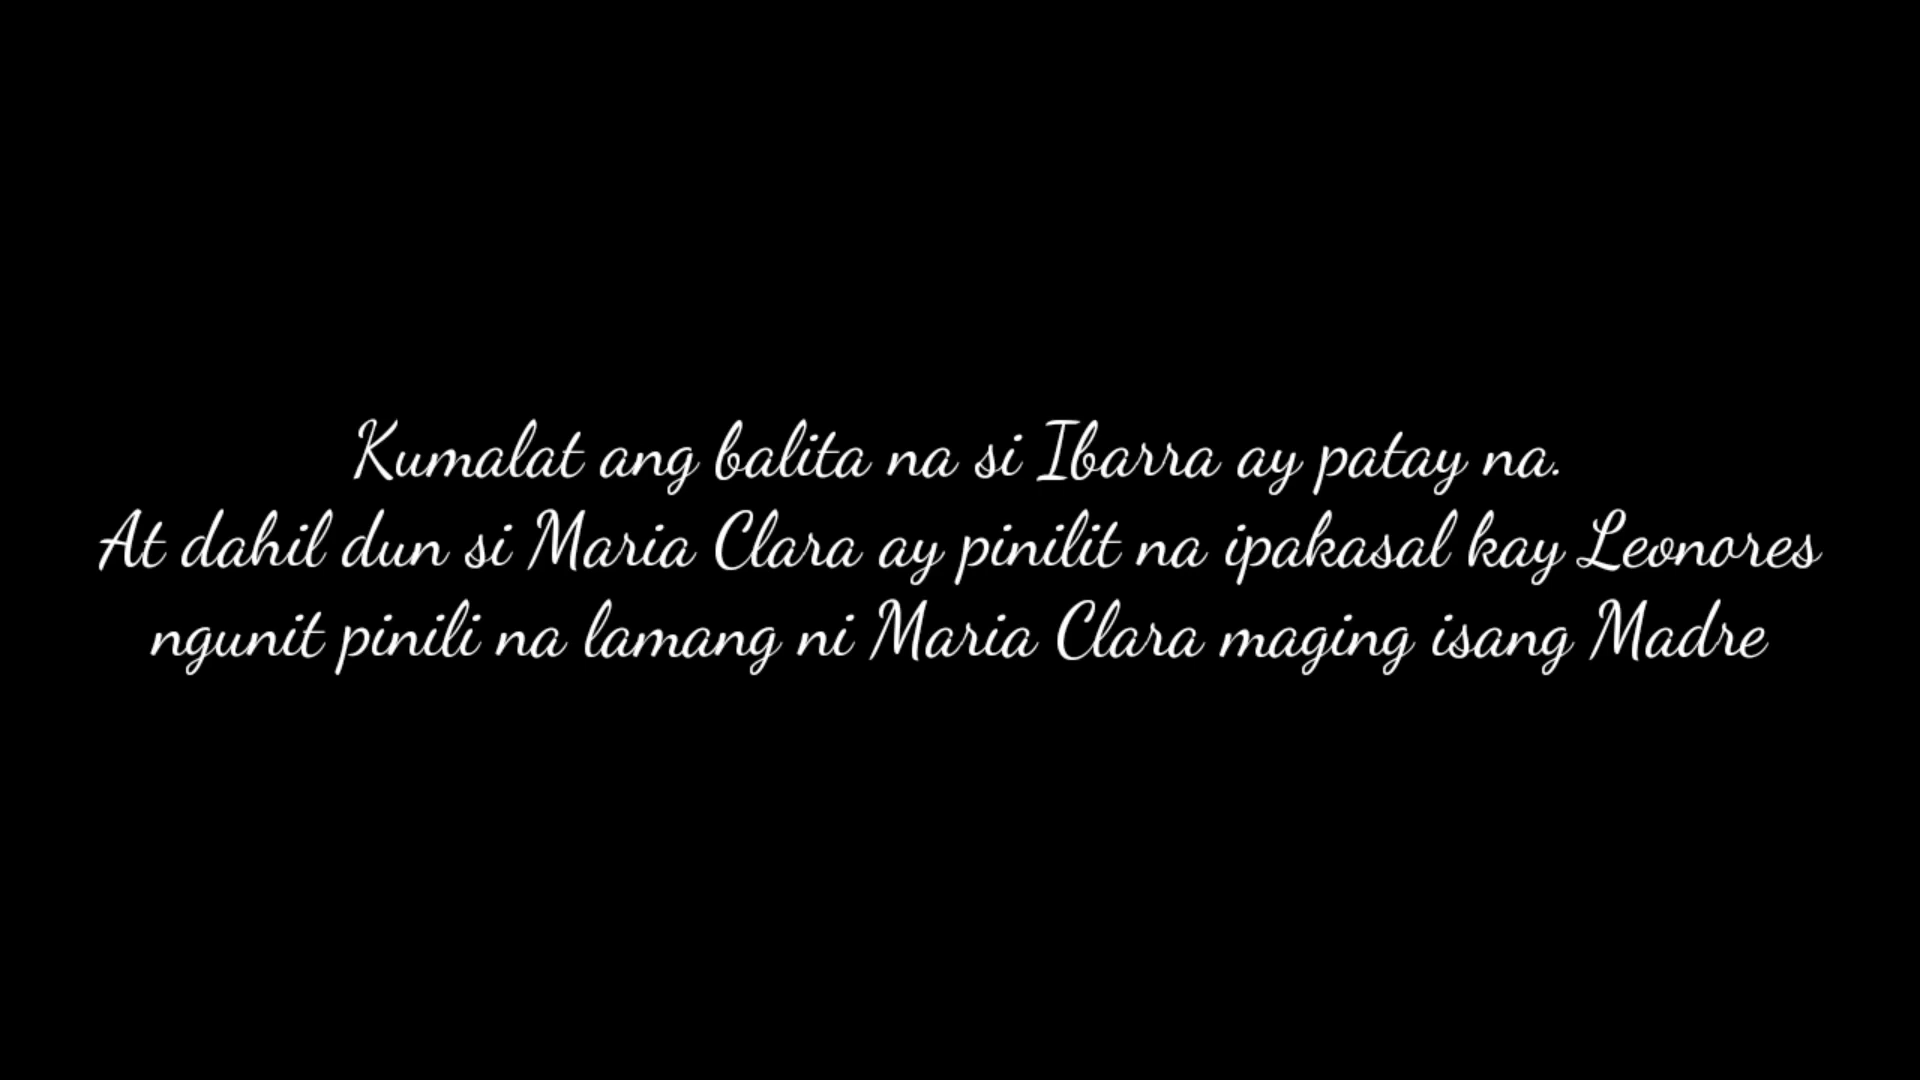 Kumalat ang balita na si Ibarra ay patay na.
At dahil dun si Maria Clara ay pinilit na ipakasal kay Leonores
ngunit pinili na lamang ni Maria Clara maging isang Madre